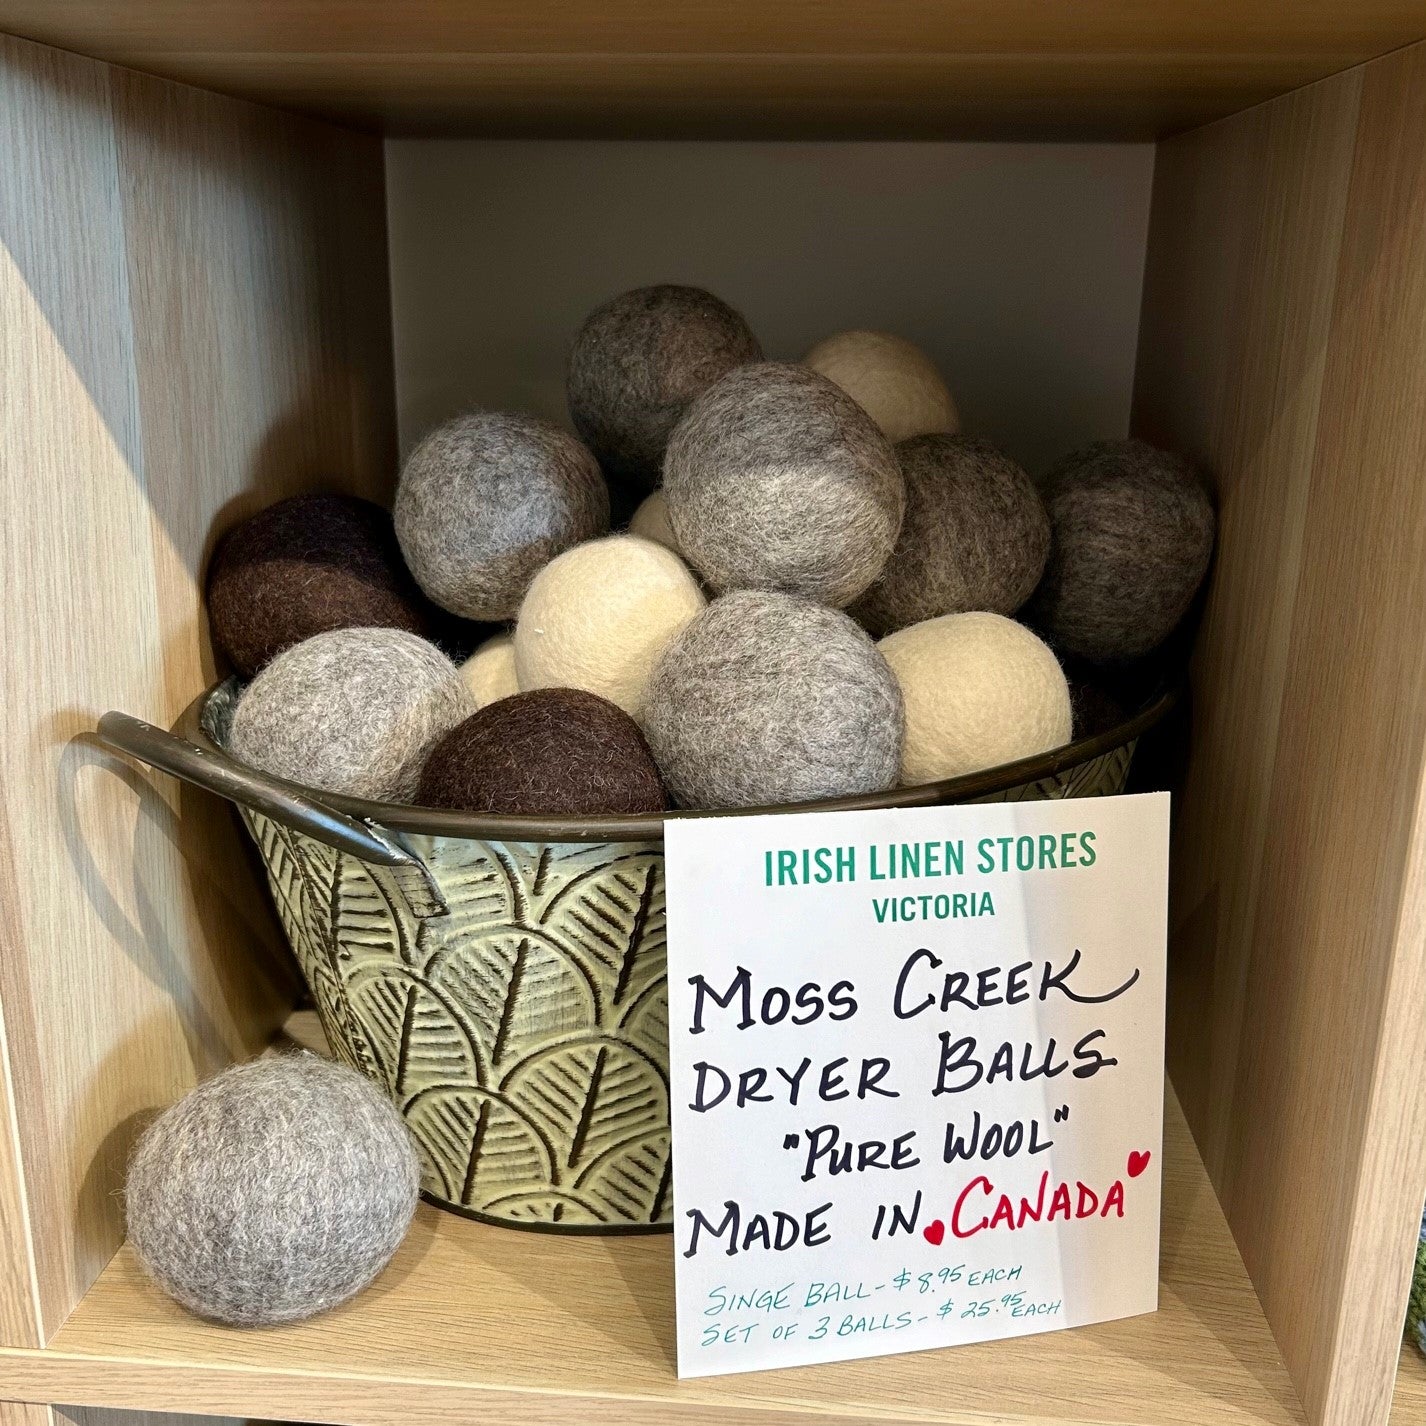 IRISH LINEN STORES
VICTORIA
MOSS CREEK
DRYER BALLS
"PURE WOOL"
MADE IN CANADA
SINGE BALL - $8.95 EACH
SET OF 3 BALLS - $25.95 EACH